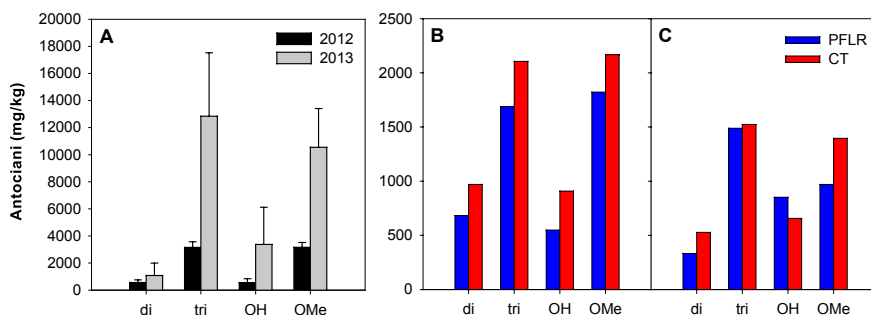 Antociani (mg/kg)
20000
18000
16000
14000
12000
10000
8000
6000
4000
2000
0
A
2012
2013
di tri OH OMe
2500
2000
1500
1000
500
0
B
di tri OH OMe
C
PFLR
CT
di tri OH OMe